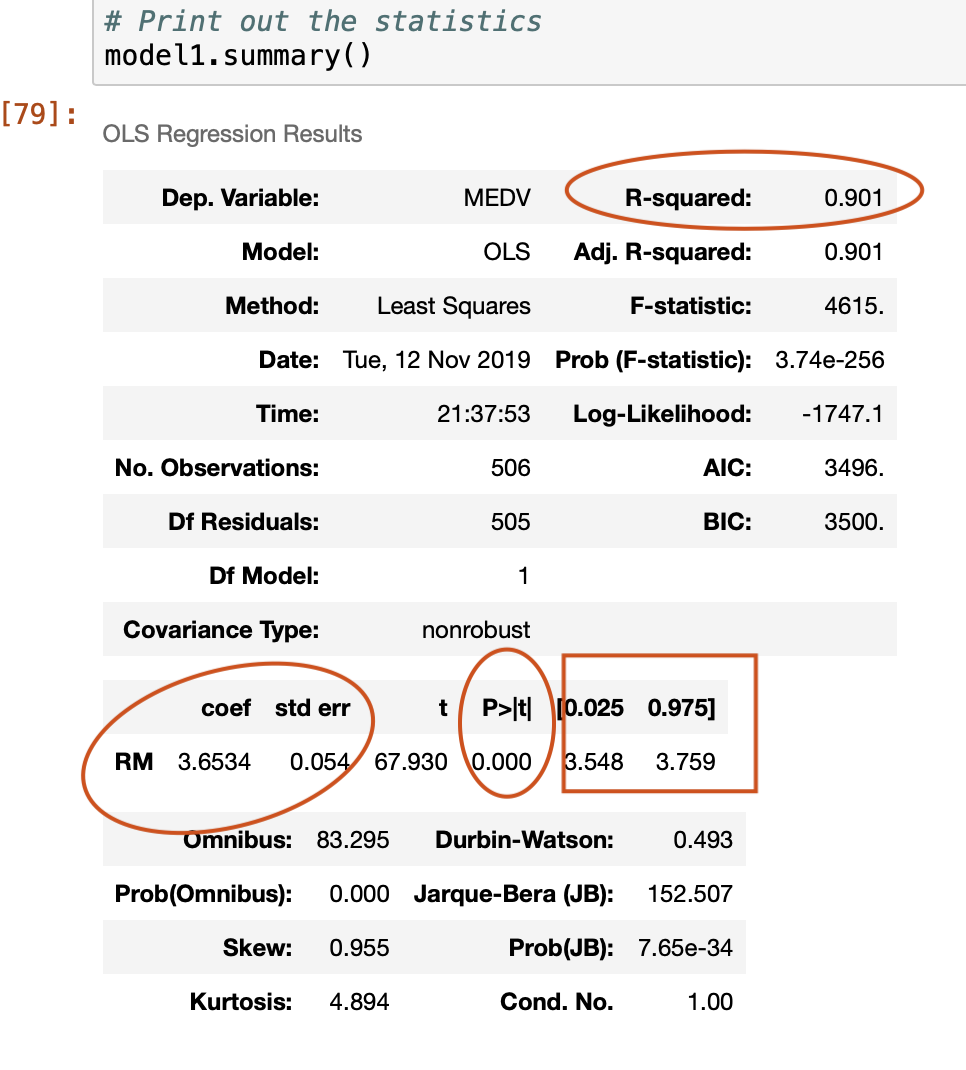 # Print out the statistics
model1.summary()
[79]:
OLS Regression Results
Dep. Variable: MEDV R-squared: 0.901
Model: OLS Adj. R-squared: 0.901
Method: Least Squares F-statistic: 4615.
Date: Tue, 12 Nov 2019 Prob (F-statistic): 3.74e-256
Time: 21:37:53 Log-Likelihood: -1747.1
No. Observations: 506 AIC: 3496.
Df Residuals: 505 BIC: 3500.
Df Model: 1
Covariance Type: nonrobust
coef std err t P>|t| [0.025 0.975]
RM 3.6534 0.054 67.930 0.000 3.548 3.759
Omnibus: 83.295 Durbin-Watson: 0.493
Prob(Omnibus): 0.000 Jarque-Bera (JB): 152.507
Skew: 0.955 Prob(JB): 7.65e-34
Kurtosis: 4.894 Cond. No. 1.00